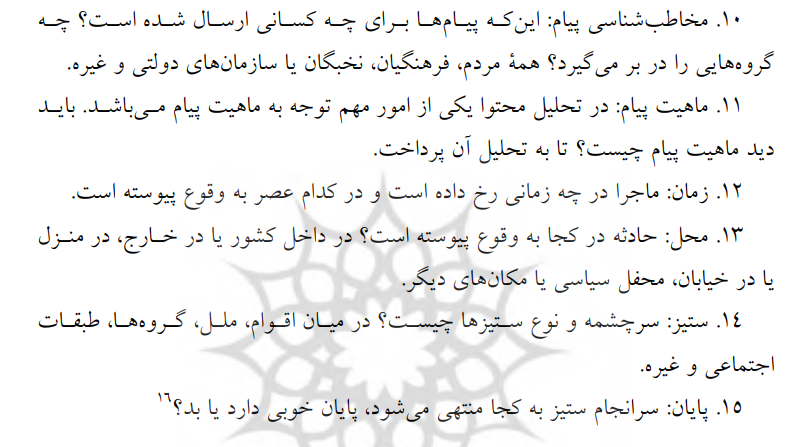 ۱۰. مخاطب‌شناسی پیام: این‌که پیام‌ها برای چه کسانی ارسال شده است؟ چه
گروه‌هایی را در بر می‌گیرد؟ همهٔ مردم، فرهنگیان، نخبگان یا سازمان‌های دولتی و غیره.
۱۱. ماهیت پیام: در تحلیل محتوا یکی از امور مهم توجه به ماهیت پیام می‌باشد. باید
دید ماهیت پیام چیست؟ تا به تحلیل آن پرداخت.
۱۲. زمان: ماجرا در چه زمانی رخ داده است و در کدام عصر به وقوع پیوسته است.
۱۳. محل: حادثه در کجا به وقوع پیوسته است؟ در داخل کشور یا در خارج، در منزل
یا در خیابان، محفل سیاسی یا مکان‌های دیگر.
۱۴. ستیز: سرچشمه و نوع ستیزها چیست؟ در میان اقوام، ملل، گروه‌ها، طبقات
اجتماعی و غیره.
۱۵. پایان: سرانجام ستیز به کجا منتهی می‌شود، پایان خوبی دارد یا بد؟۱۶